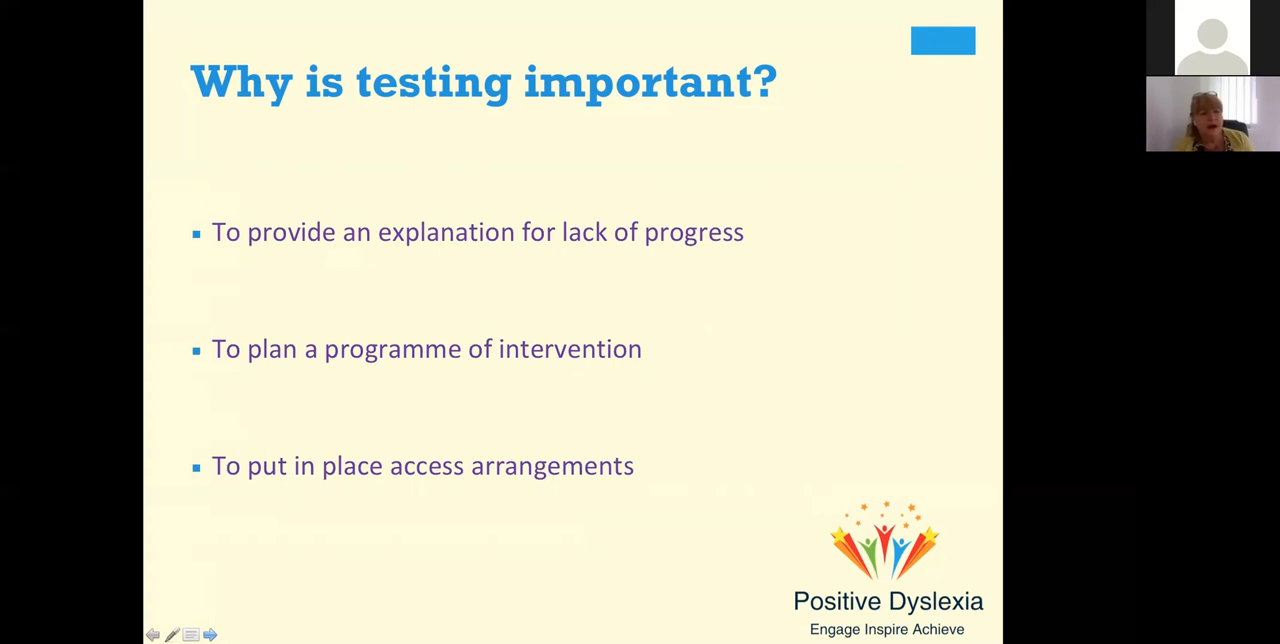 Why is testing important?
To provide an explanation for lack of progress
To plan a programme of intervention
To put in place access arrangements
Positive Dyslexia
Engage Inspire Achieve